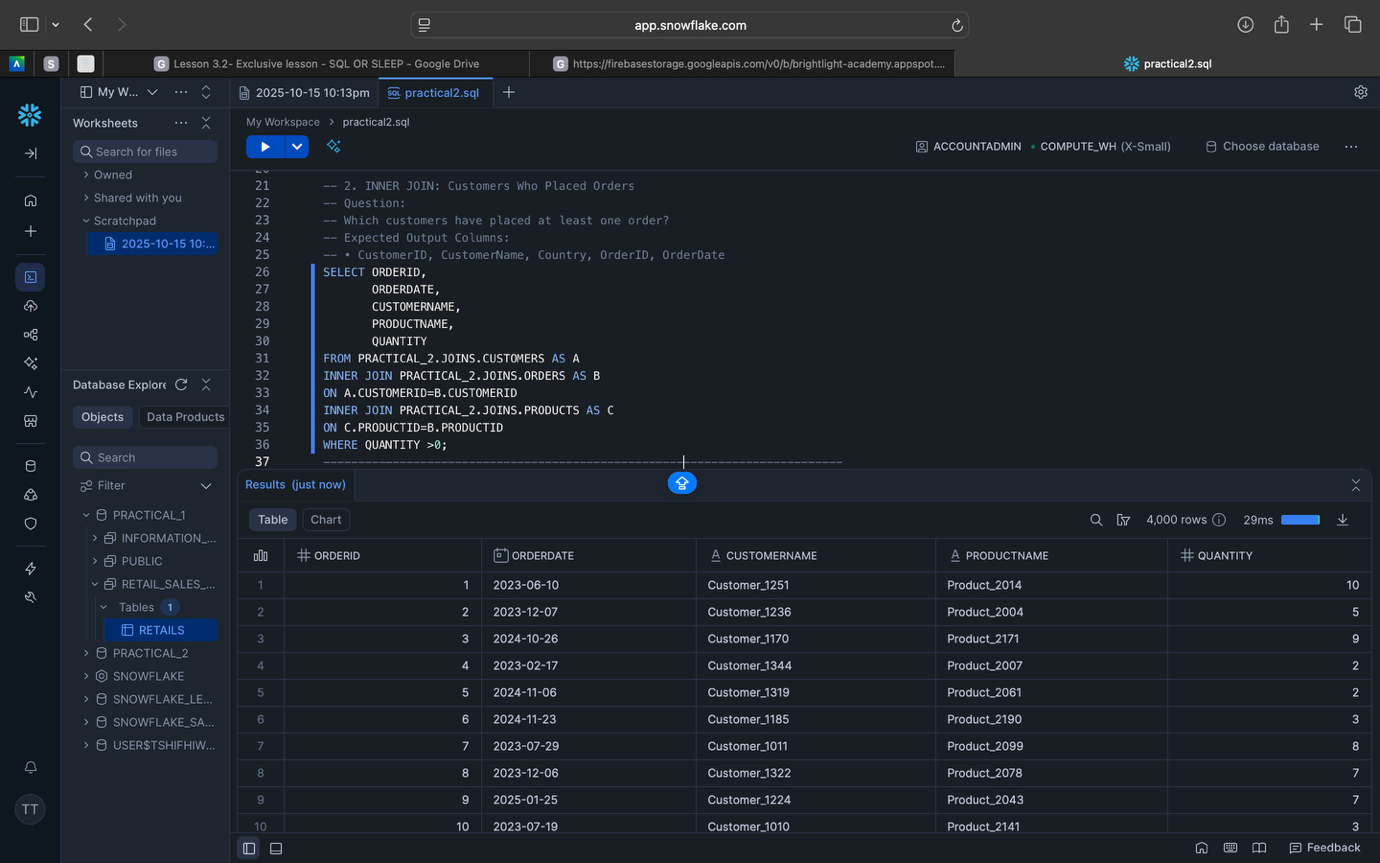 app.snowflake.com
S
G Lesson 3.2- Exclusive lesson - SQL OR SLEEP - Google Drive
G https://firebasestorage.googleapis.com/v0/b/brightlight-academy.appspot....
practical2.sql
My W...
2025-10-15 10:13pm
SQL practical2.sql
Worksheets
My Workspace > practical2.sql
Search for files
ACCOUNTADMIN • COMPUTE_WH (X-Small)
Choose database
Owned
Shared with you
Scratchpad
2025-10-15 10:...
21 -- 2. INNER JOIN: Customers Who Placed Orders
22 -- Question:
23 -- Which customers have placed at least one order?
24 -- Expected Output Columns:
25 -- • CustomerID, CustomerName, Country, OrderID, OrderDate
26 SELECT ORDERID,
27 ORDERDATE,
28 CUSTOMERNAME,
29 PRODUCTNAME,
30 QUANTITY
31 FROM PRACTICAL_2.JOINS.CUSTOMERS AS A
32 INNER JOIN PRACTICAL_2.JOINS.ORDERS AS B
33 ON A.CUSTOMERID=B.CUSTOMERID
34 INNER JOIN PRACTICAL_2.JOINS.PRODUCTS AS C
35 ON C.PRODUCTID=B.PRODUCTID
36 WHERE QUANTITY >0;
37
Database Explore
Objects
Data Products
Search
Filter
PRACTICAL_1
INFORMATION_...
PUBLIC
RETAIL_SALES_...
Tables 1
RETAILS
PRACTICAL_2
SNOWFLAKE
SNOWFLAKE_LE...
SNOWFLAKE_SA...
USER$TSHIFHIW...
TT
Results (just now)
Table
Chart
4,000 rows
29ms
ORDERID ORDERDATE CUSTOMERNAME PRODUCTNAME QUANTITY
1 1 2023-06-10 Customer_1251 Product_2014 10
2 2 2023-12-07 Customer_1236 Product_2004 5
3 3 2024-10-26 Customer_1170 Product_2171 9
4 4 2023-02-17 Customer_1344 Product_2007 2
5 5 2024-11-06 Customer_1319 Product_2061 2
6 6 2024-11-23 Customer_1185 Product_2190 3
7 7 2023-07-29 Customer_1011 Product_2099 8
8 8 2023-12-06 Customer_1322 Product_2078 7
9 9 2025-01-25 Customer_1224 Product_2043 7
10 10 2023-07-19 Customer_1010 Product_2141 3
Feedback